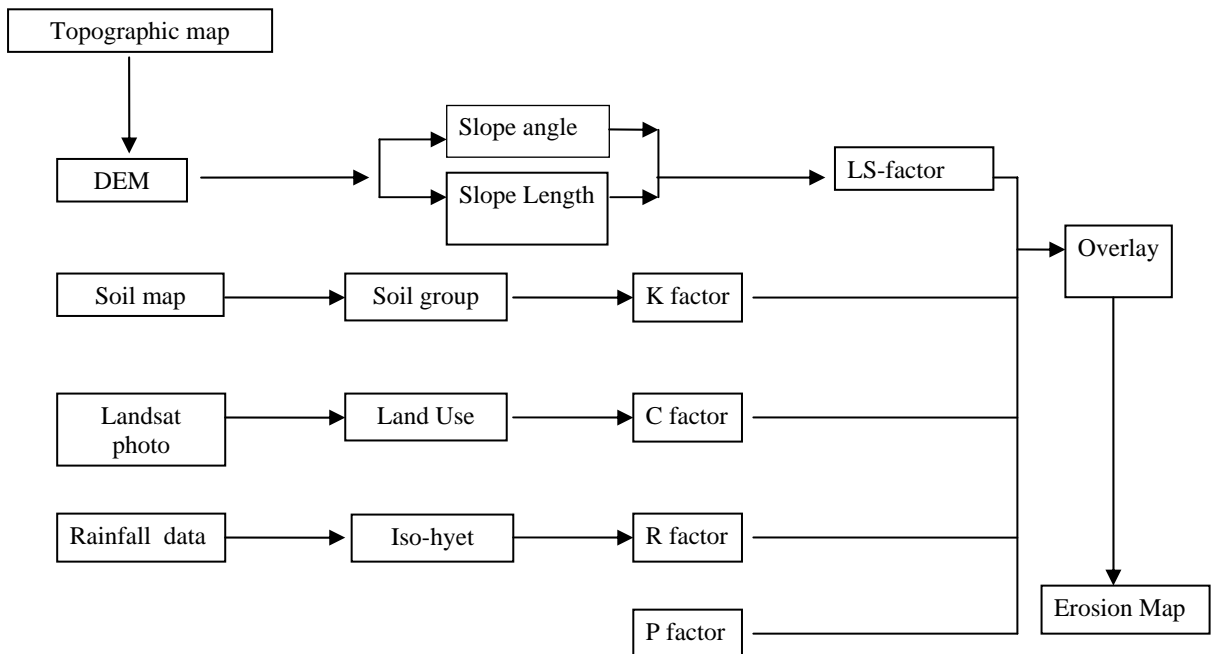 Topographic map
Slope angle
DEM
Slope Length
LS-factor
Overlay
Soil map
Soil group
K factor
Landsat
photo
Land Use
C factor
Rainfall data
Iso-hyet
R factor
Erosion Map
P factor